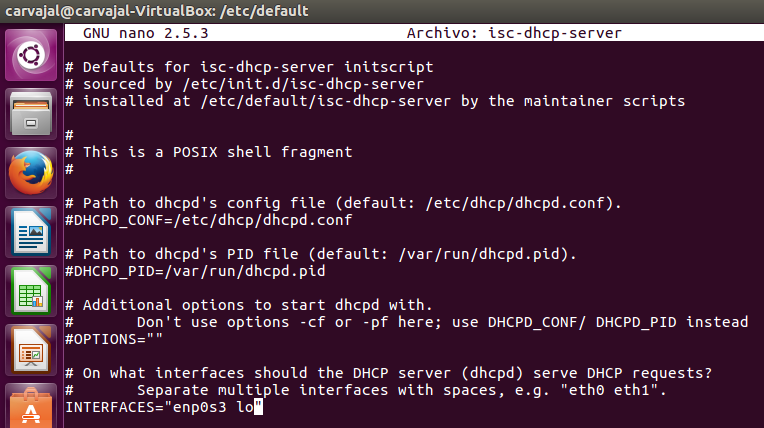 carvajal@carvajal-VirtualBox: /etc/default
GNU nano 2.5.3 Archivo: isc-dhcp-server
# Defaults for isc-dhcp-server initscript
# sourced by /etc/init.d/isc-dhcp-server
# installed at /etc/default/isc-dhcp-server by the maintainer scripts
#
# This is a POSIX shell fragment
#
# Path to dhcpd's config file (default: /etc/dhcp/dhcpd.conf).
#DHCPD_CONF=/etc/dhcp/dhcpd.conf
# Path to dhcpd's PID file (default: /var/run/dhcpd.pid).
#DHCPD_PID=/var/run/dhcpd.pid
# Additional options to start dhcpd with.
#       Don't use options -cf or -pf here; use DHCPD_CONF/ DHCPD_PID instead
#OPTIONS=""
# On what interfaces should the DHCP server (dhcpd) serve DHCP requests?
#       Separate multiple interfaces with spaces, e.g. "eth0 eth1".
INTERFACES="enp0s3 lo"